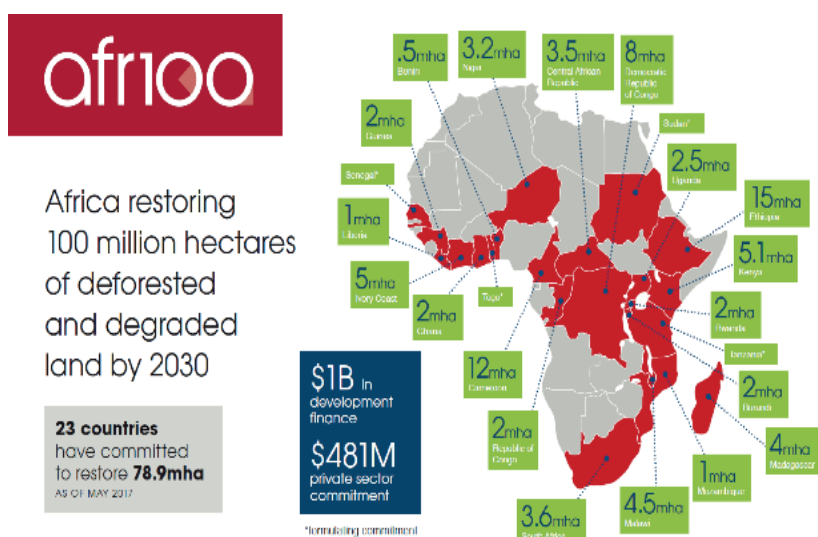 afr100
Africa restoring
100 million hectares
of deforested
and degraded
land by 2030
23 countries
have committed
to restore 78.9mha
AS OF MAY 2017
$1B in
development
finance
$481M
private sector
commitment
*formulating commitment
.5mha
Benin
3.2mha
Niger
3.5mha
Central African
Republic
8mha
Democratic
Republic
of Congo
2mha
Guinea
Sudan*
2.5mha
Uganda
Senegal*
15mha
Ethiopia
1mha
Liberia
5.1mha
Kenya
5mha
Ivory Coast
2mha
Ghana
Togo*
2mha
Rwanda
Tanzania*
12mha
Cameroon
2mha
Burundi
2mha
Republic of
Congo
4mha
Madagascar
1mha
Mozambique
4.5mha
Malawi
3.6mha
South Africa